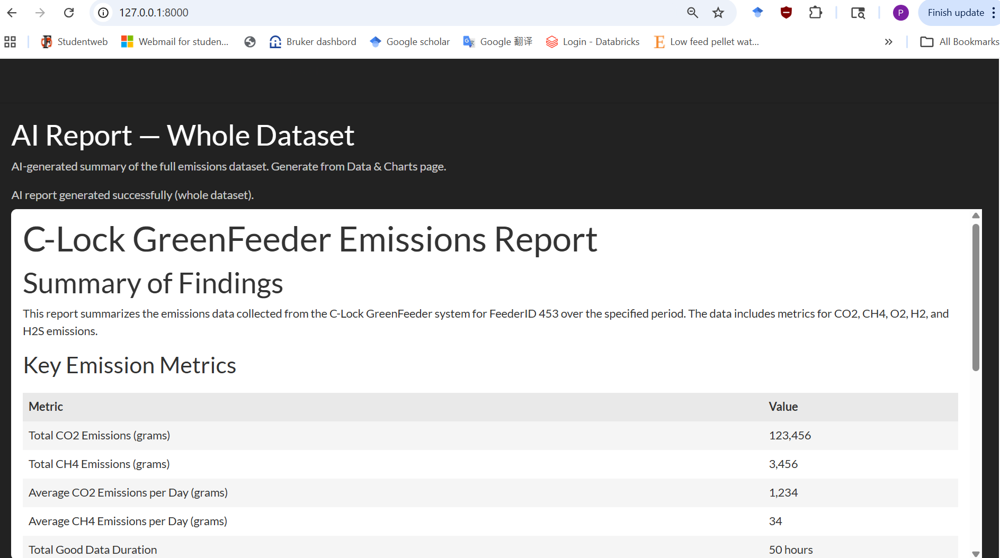 127.0.0.1:8000
P
Finish update
Studentweb
Webmail for studen...
Bruker dashbord
Google scholar
Google 翻译
Login - Databricks
Low feed pellet wat...
All Bookmarks
AI Report — Whole Dataset
AI-generated summary of the full emissions dataset. Generate from Data & Charts page.
AI report generated successfully (whole dataset).
C-Lock GreenFeeder Emissions Report
Summary of Findings
This report summarizes the emissions data collected from the C-Lock GreenFeeder system for FeederID 453 over the specified period. The data includes metrics for CO2, CH4, O2, H2, and
H2S emissions.
Key Emission Metrics
Metric Value
Total CO2 Emissions (grams) 123,456
Total CH4 Emissions (grams) 3,456
Average CO2 Emissions per Day (grams) 1,234
Average CH4 Emissions per Day (grams) 34
Total Good Data Duration 50 hours